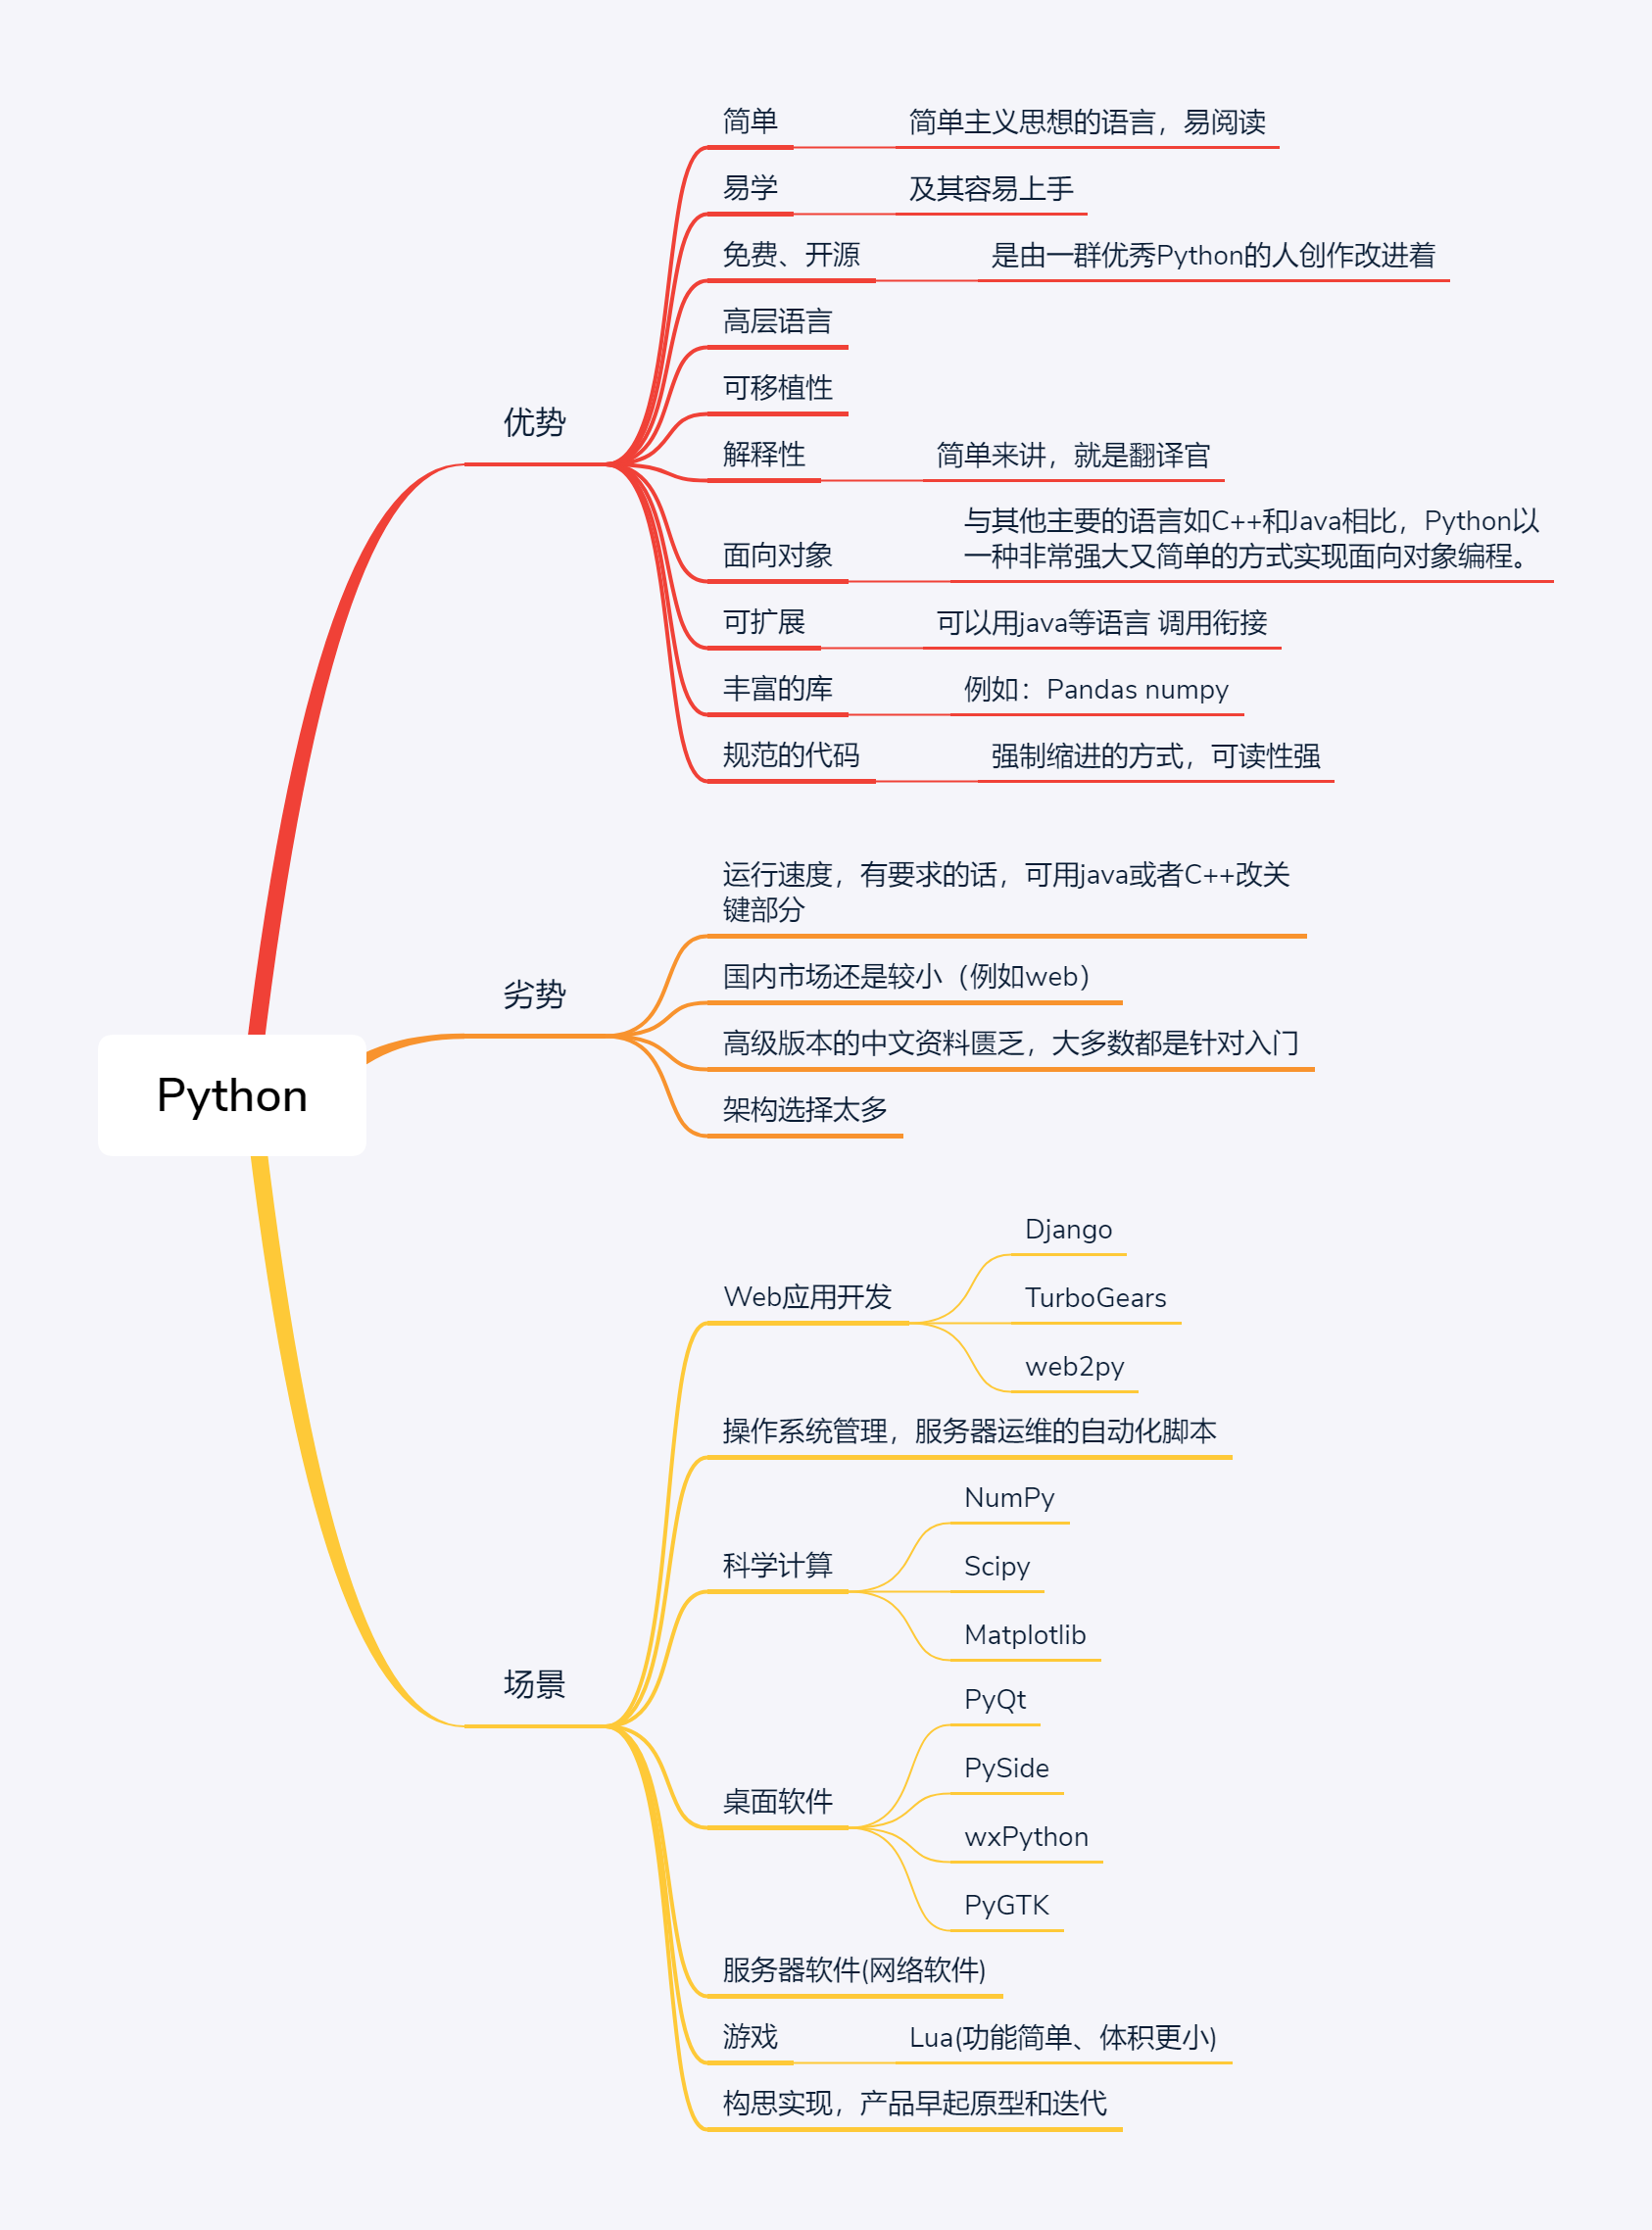 简单
简单主义思想的语言，易阅读
易学
及其容易上手
免费、开源
是由一群优秀Python的人创作改进着
高层语言
可移植性
优势
解释性
简单来讲，就是翻译官
与其他主要的语言如C++和Java相比，Python以
一种非常强大又简单的方式实现面向对象编程。
面向对象
可扩展
可以用java等语言 调用衔接
丰富的库
例如：Pandas numpy
规范的代码
强制缩进的方式，可读性强
运行速度，有要求的话，可用java或者C++改关
键部分
国内市场还是较小（例如web）
劣势
高级版本的中文资料匮乏，大多数都是针对入门
架构选择太多
Python
Web应用开发
Django
TurboGears
web2py
操作系统管理，服务器运维的自动化脚本
科学计算
NumPy
Scipy
Matplotlib
场景
桌面软件
PyQt
PySide
wxPython
PyGTK
服务器软件(网络软件)
游戏
Lua(功能简单、体积更小)
构思实现，产品早起原型和迭代